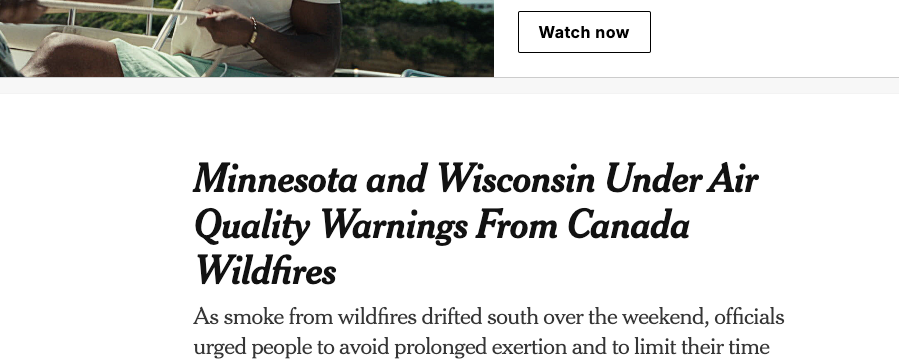 Watch now
Minnesota and Wisconsin Under Air
Quality Warnings From Canada
Wildfires
As smoke from wildfires drifted south over the weekend, officials
urged people to avoid prolonged exertion and to limit their time